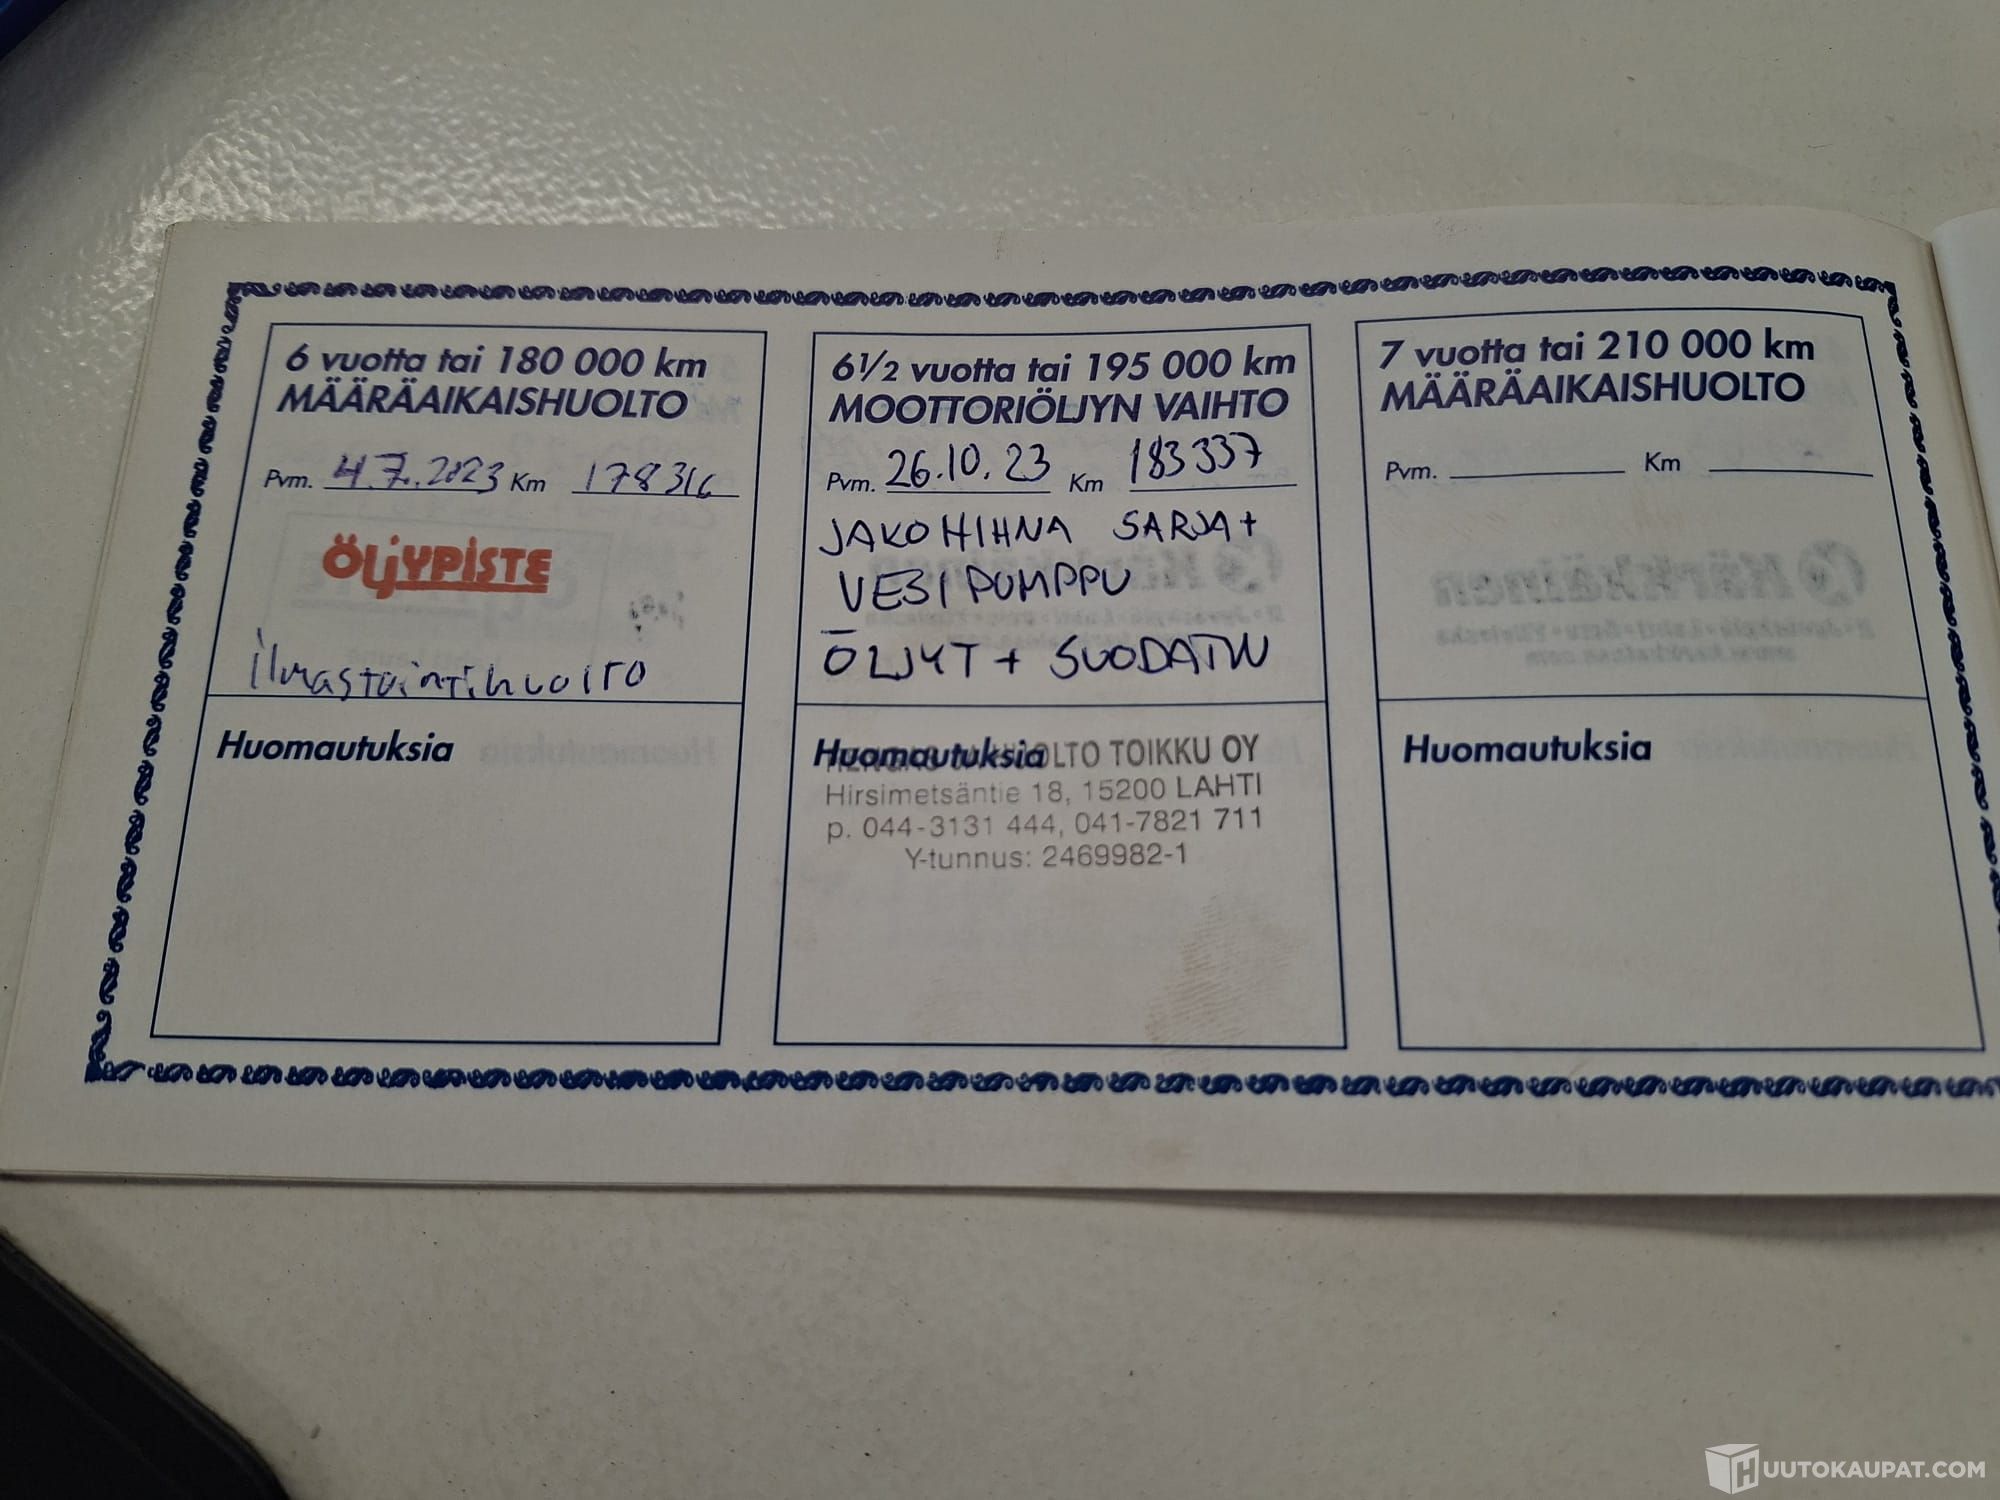 6 vuotta tai 180 000 km
MÄÄRÄAIKAISHUOLTO
Pvm. 4.7.2023 Km 178316
ÖLJYPISTE
ilmastointihuolto
Huomautuksia
6½ vuotta tai 195 000 km
MOOTTORIÖLJYN VAIHTO
Pvm. 26.10.23 Km 183337
JAKOHIHNA SARJA+
VESIPUMPPU
ÖLJYT + SUODATIN
Huomautuksia
HUOLTO TOIKKU OY
Hirsimetsäntie 18, 15200 LAHTI
p. 044-3131 444, 041-7821 711
Y-tunnus: 2469982-1
7 vuotta tai 210 000 km
MÄÄRÄAIKAISHUOLTO
Pvm. Km
Kärkkäinen
Huomautuksia
HUUTOKAUPAT.COM